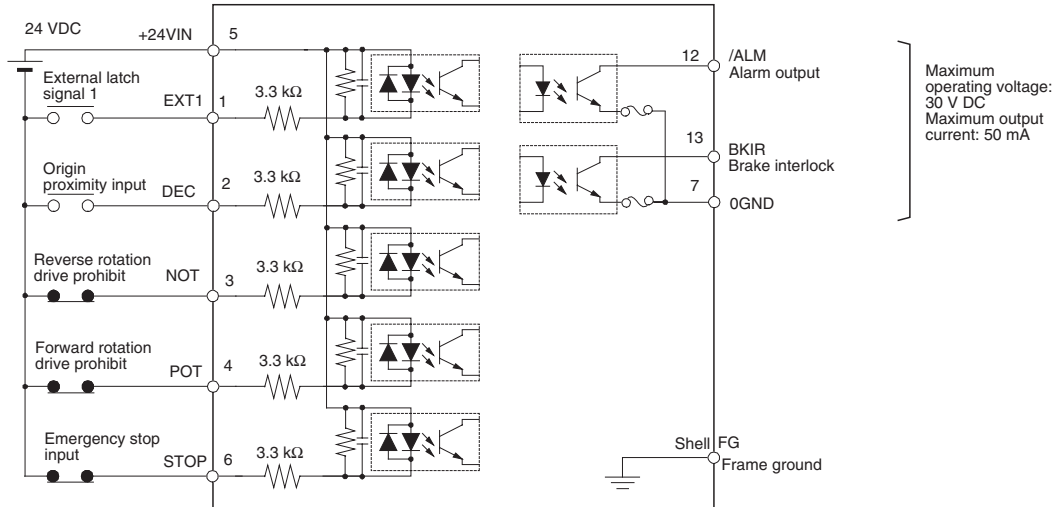 24 VDC
+24VIN
5
External latch
signal 1
EXT1
1
3.3 kΩ
Origin
proximity input
DEC
2
3.3 kΩ
Reverse rotation
drive prohibit
NOT
3
3.3 kΩ
Forward rotation
drive prohibit
POT
4
3.3 kΩ
Emergency stop
input
STOP
6
3.3 kΩ
12
/ALM
Alarm output
13
BKIR
Brake interlock
7
0GND
Maximum
operating voltage:
30 V DC
Maximum output
current: 50 mA
Shell
FG
Frame ground